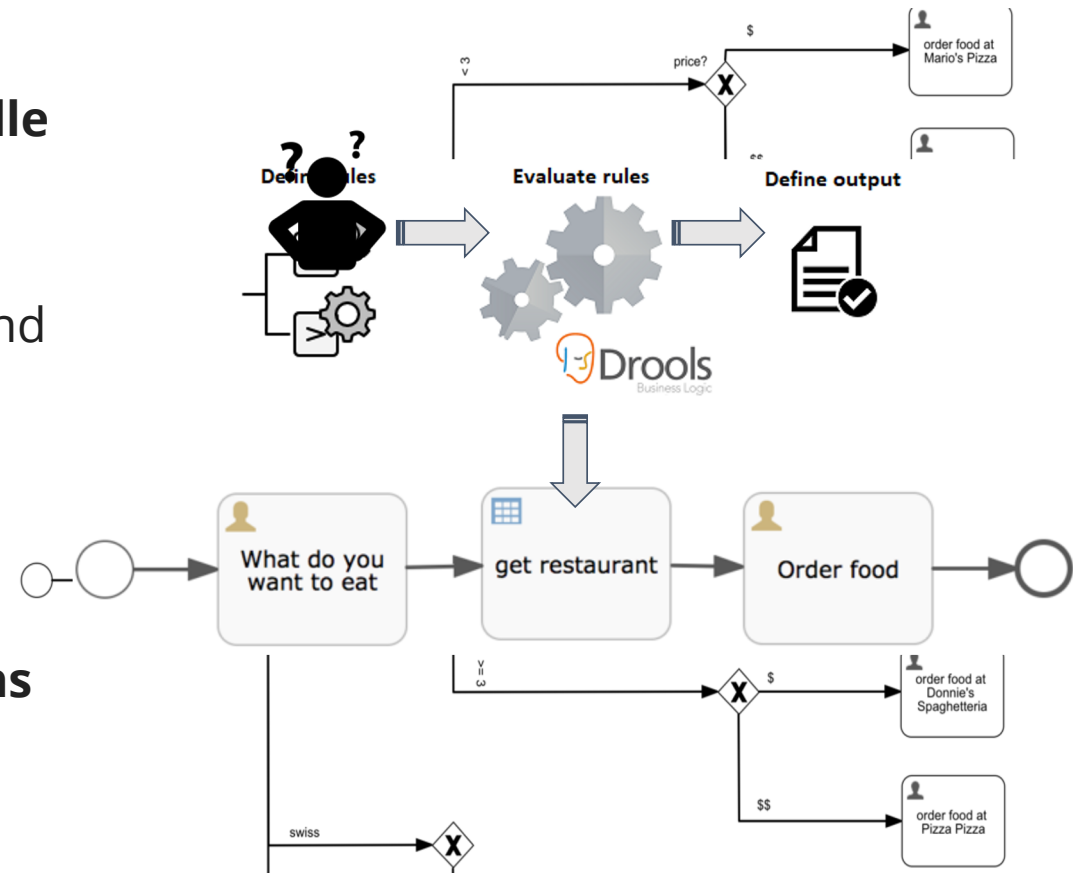 $
order food at
Mario's Pizza
price?
< 3
lle
? ?
$$
Evaluate rules
Define output
nd
>
Drools
Business Logic
What do you
want to eat
get restaurant
Order food
ns
>= 3
$
order food at
Donnie's
Spaghetteria
$$
order food at
Pizza Pizza
swiss